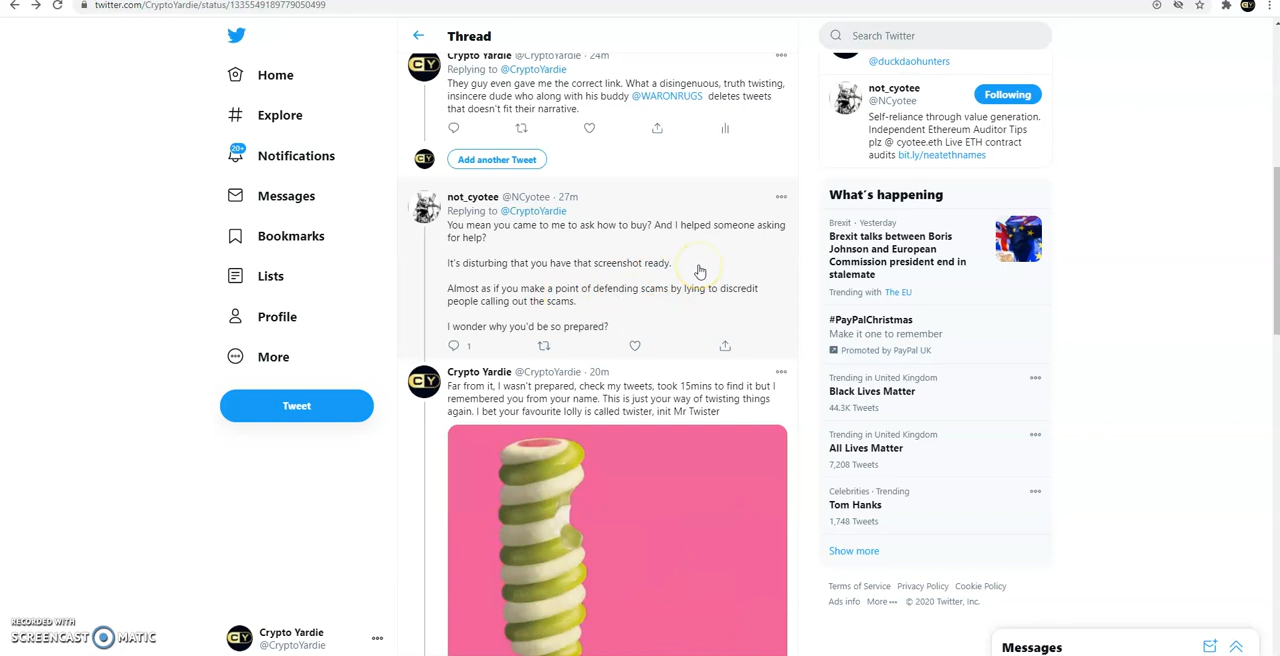 twitter.com/CryptoYardie/status/1335549189779050499
Home
Explore
20+
Notifications
Messages
Bookmarks
Lists
Profile
More
Tweet
RECORDED WITH
SCREENCAST MATIC
CY
Crypto Yardie
@CryptoYardie
Thread
CY
Crypto Yardie @CryptoYardie · 24m
Replying to @CryptoYardie
They guy even gave me the correct link. What a disingenuous, truth twisting,
insincere dude who along with his buddy @WARONRUGS deletes tweets
that doesn't fit their narrative.
CY
Add another Tweet
not_cyotee @NCyotee · 27m
Replying to @CryptoYardie
You mean you came to me to ask how to buy? And I helped someone asking
for help?
It's disturbing that you have that screenshot ready.
Almost as if you make a point of defending scams by lying to discredit
people calling out the scams.
I wonder why you'd be so prepared?
1
CY
Crypto Yardie @CryptoYardie · 20m
Far from it, I wasn't prepared, check my tweets, took 15mins to find it but I
remembered you from your name. This is just your way of twisting things
again. I bet your favourite lolly is called twister, init Mr Twister
Search Twitter
@duckdaohunters
not_cyotee
@NCyotee
Following
Self-reliance through value generation.
Independent Ethereum Auditor Tips
plz @ cyotee.eth Live ETH contract
audits bit.ly/neatethnames
What's happening
Brexit · Yesterday
Brexit talks between Boris
Johnson and European
Commission president end in
stalemate
Trending with The EU
#PayPalChristmas
Make it one to remember
Promoted by PayPal UK
Trending in United Kingdom
Black Lives Matter
44.3K Tweets
Trending in United Kingdom
All Lives Matter
7,208 Tweets
Celebrities · Trending
Tom Hanks
1,748 Tweets
Show more
Terms of Service Privacy Policy Cookie Policy
Ad info More ••• © 2020 Twitter, Inc.
Messages